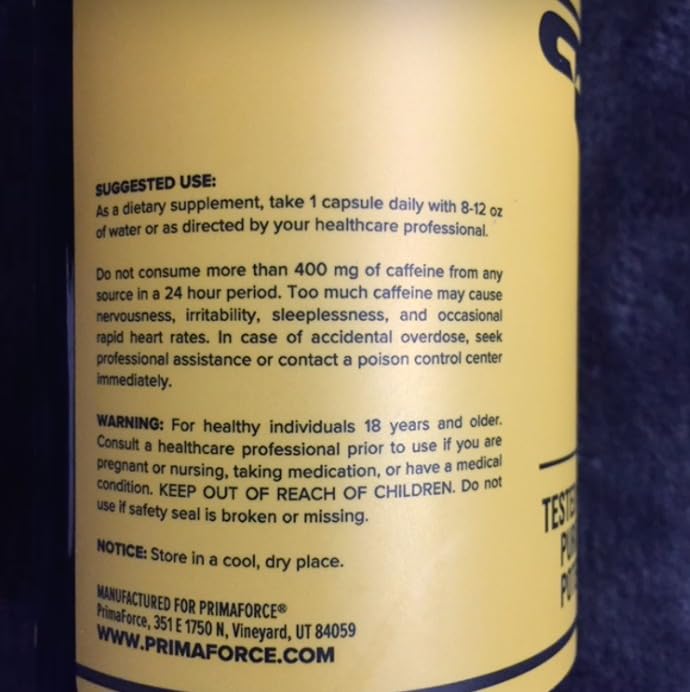 SUGGESTED USE:
As a dietary supplement, take 1 capsule daily with 8-12 oz
of water or as directed by your healthcare professional.
Do not consume more than 400 mg of caffeine from any
source in a 24 hour period. Too much caffeine may cause
nervousness, irritability, sleeplessness, and occasional
rapid heart rates. In case of accidental overdose, seek
professional assistance or contact a poison control center
immediately.
WARNING: For healthy individuals 18 years and older.
Consult a healthcare professional prior to use if you are
pregnant or nursing, taking medication, or have a medical
condition. KEEP OUT OF REACH OF CHILDREN. Do not
use if safety seal is broken or missing.
NOTICE: Store in a cool, dry place.
MANUFACTURED FOR PRIMAFORCE®
PrimaForce, 351 E 1750 N, Vineyard, UT 84059
WWW.PRIMAFORCE.COM